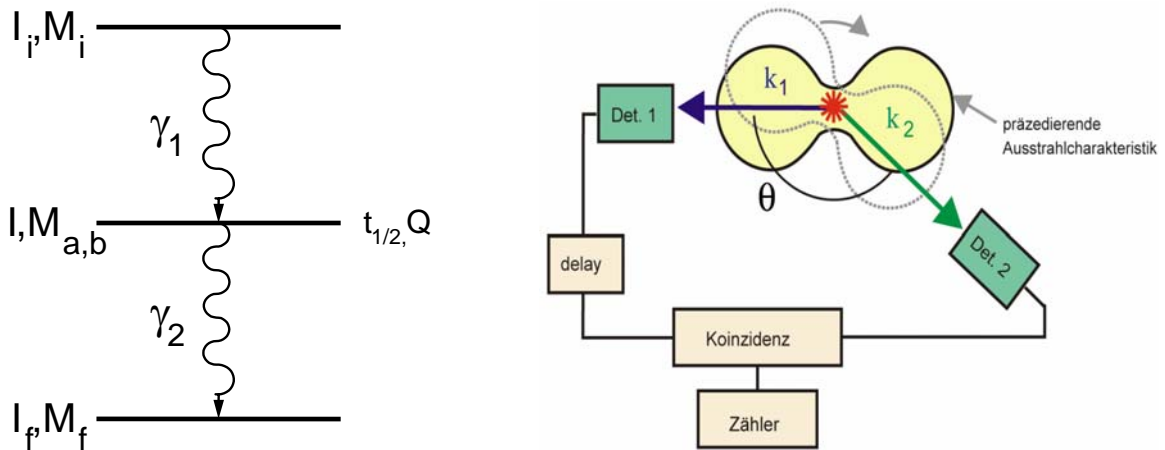 I_i,M_i
γ_1
I,M_a,b
t_1/2,Q
γ_2
I_f,M_f
Det. 1
k_1
k_2
präzedierende
Ausstrahlcharakteristik
θ
delay
Det. 2
Koinzidenz
Zähler